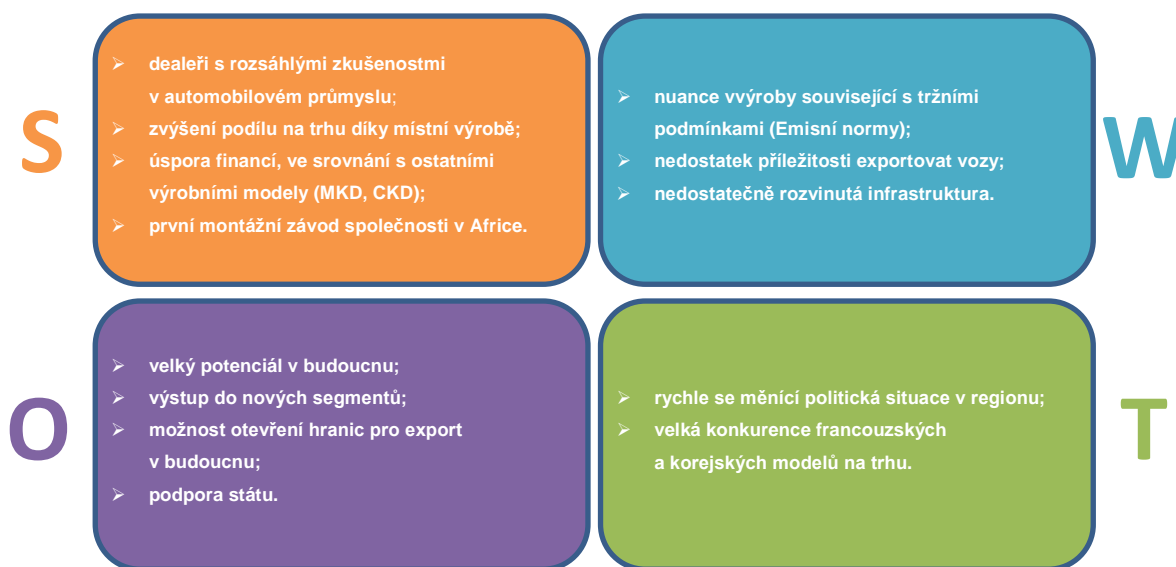 S
➢ dealeři s rozsáhlými zkušenostmi
v automobilovém průmyslu;
➢ zvýšení podílu na trhu díky místní výrobě;
➢ úspora financí, ve srovnání s ostatními
výrobními modely (MKD, CKD);
➢ první montážní závod společnosti v Africe.
W
➢ nuance vvýroby související s tržními
podmínkami (Emisní normy);
➢ nedostatek příležitosti exportovat vozy;
➢ nedostatečně rozvinutá infrastruktura.
O
➢ velký potenciál v budoucnu;
➢ výstup do nových segmentů;
➢ možnost otevření hranic pro export
v budoucnu;
➢ podpora státu.
T
➢ rychle se měnící politická situace v regionu;
➢ velká konkurence francouzských
a korejských modelů na trhu.